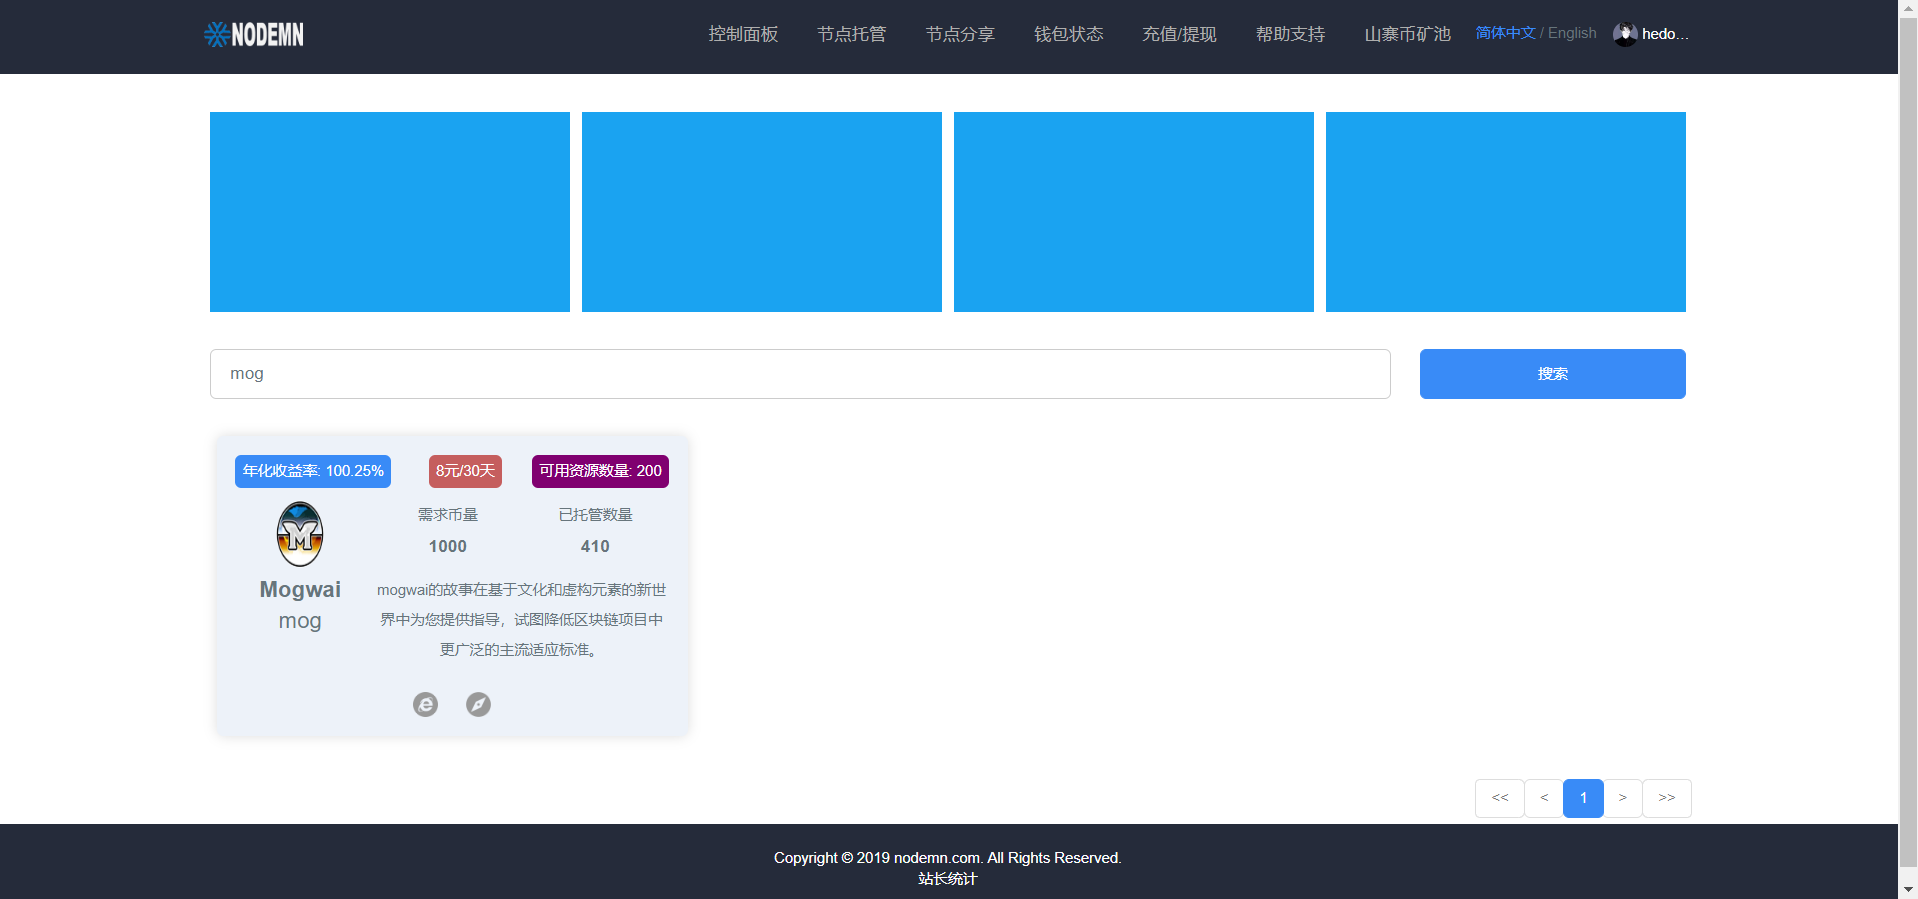 NODEMN
控制面板 节点托管 节点分享 钱包状态 充值/提现 帮助支持 山寨币矿池 简体中文 / English hedo...
mog
搜索
年化收益率: 100.25% 8元/30天 可用资源数量: 200
需求币量 已托管数量
1000 410
Mogwai
mog
mogwai的故事在基于文化和虚构元素的新世
界中为您提供指导，试图降低区块链项目中
更广泛的主流适应标准。
<< < 1 > >>
Copyright © 2019 nodemn.com. All Rights Reserved.
站长统计